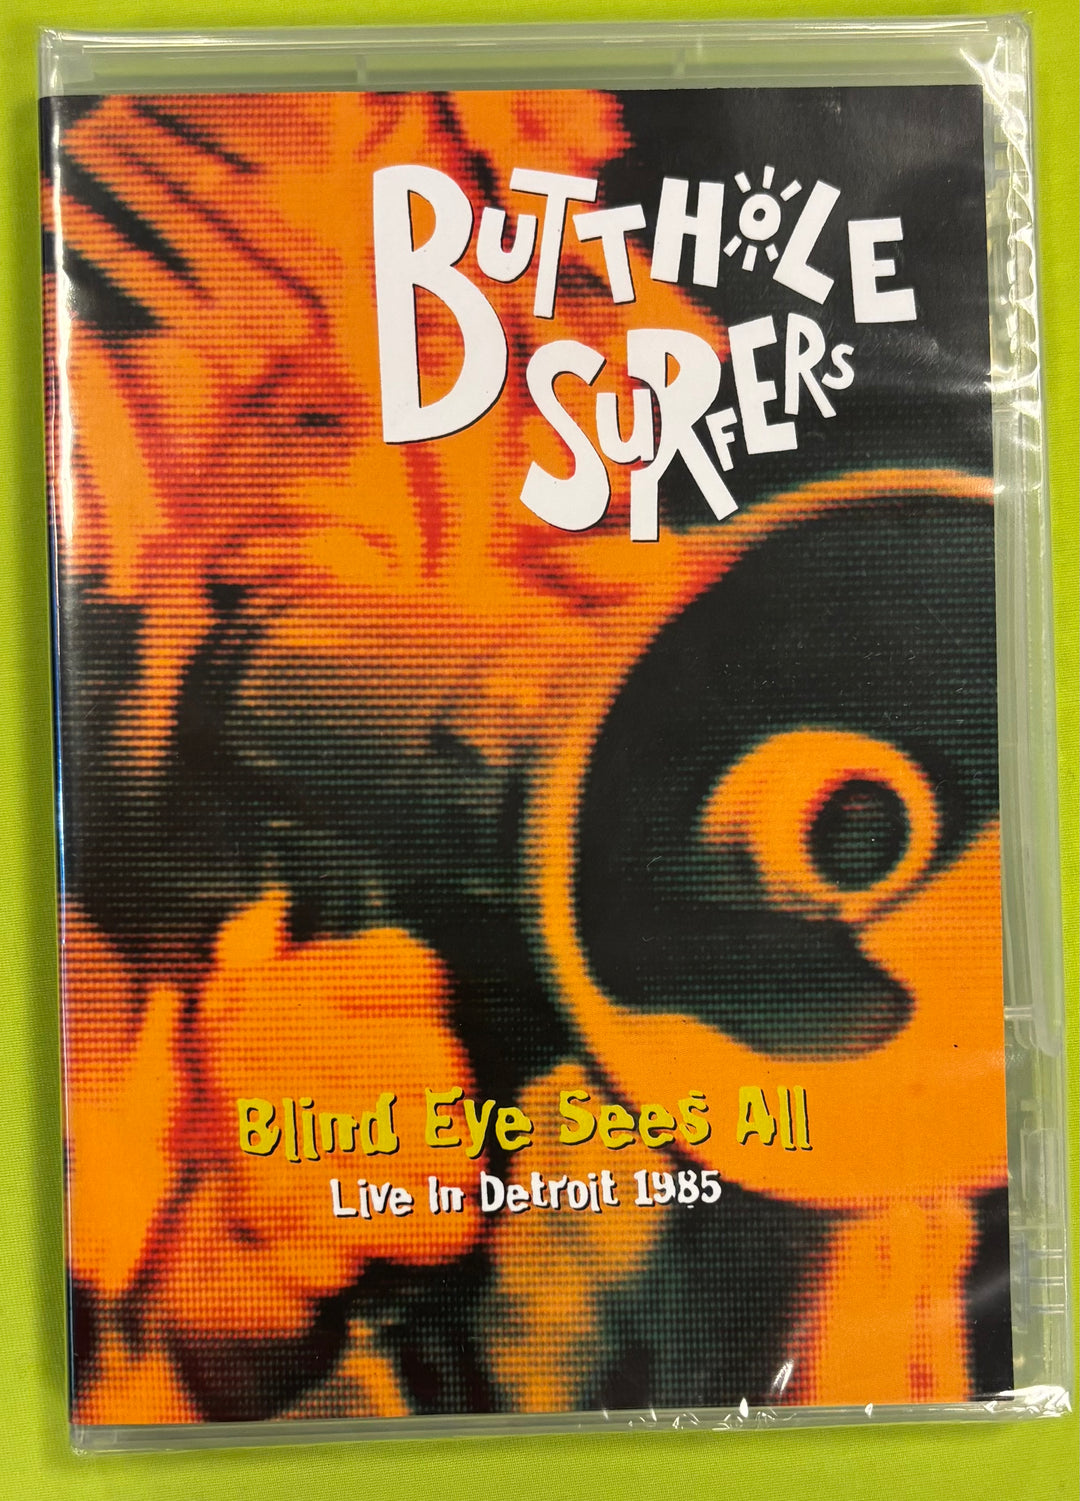 BUTTHOLE
SURFERS
Blind Eye Sees All
Live In Detroit 1985